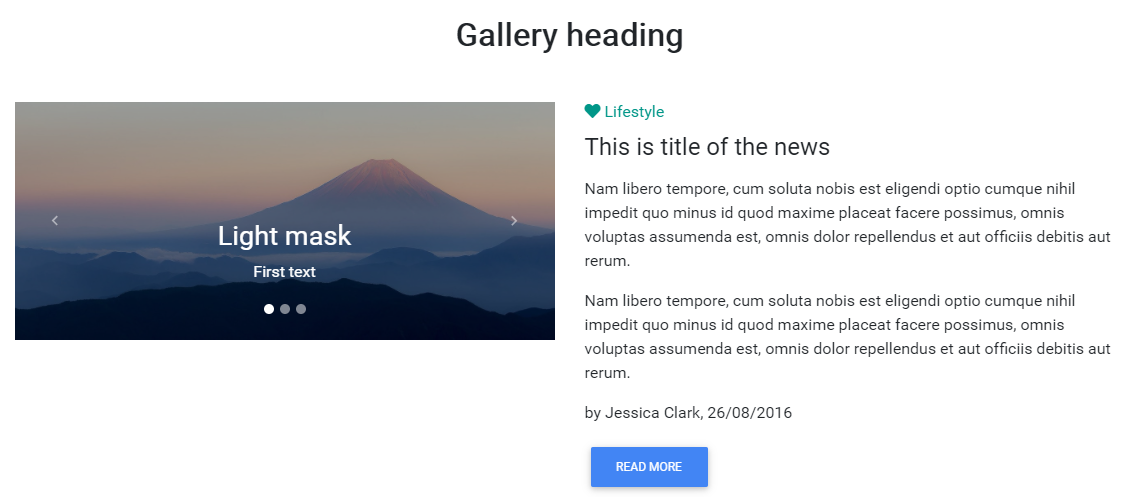 Gallery heading
Light mask
First text
Lifestyle
This is title of the news
Nam libero tempore, cum soluta nobis est eligendi optio cumque nihil
impedit quo minus id quod maxime placeat facere possimus, omnis
voluptas assumenda est, omnis dolor repellendus et aut officiis debitis aut
rerum.
Nam libero tempore, cum soluta nobis est eligendi optio cumque nihil
impedit quo minus id quod maxime placeat facere possimus, omnis
voluptas assumenda est, omnis dolor repellendus et aut officiis debitis aut
rerum.
by Jessica Clark, 26/08/2016
READ MORE